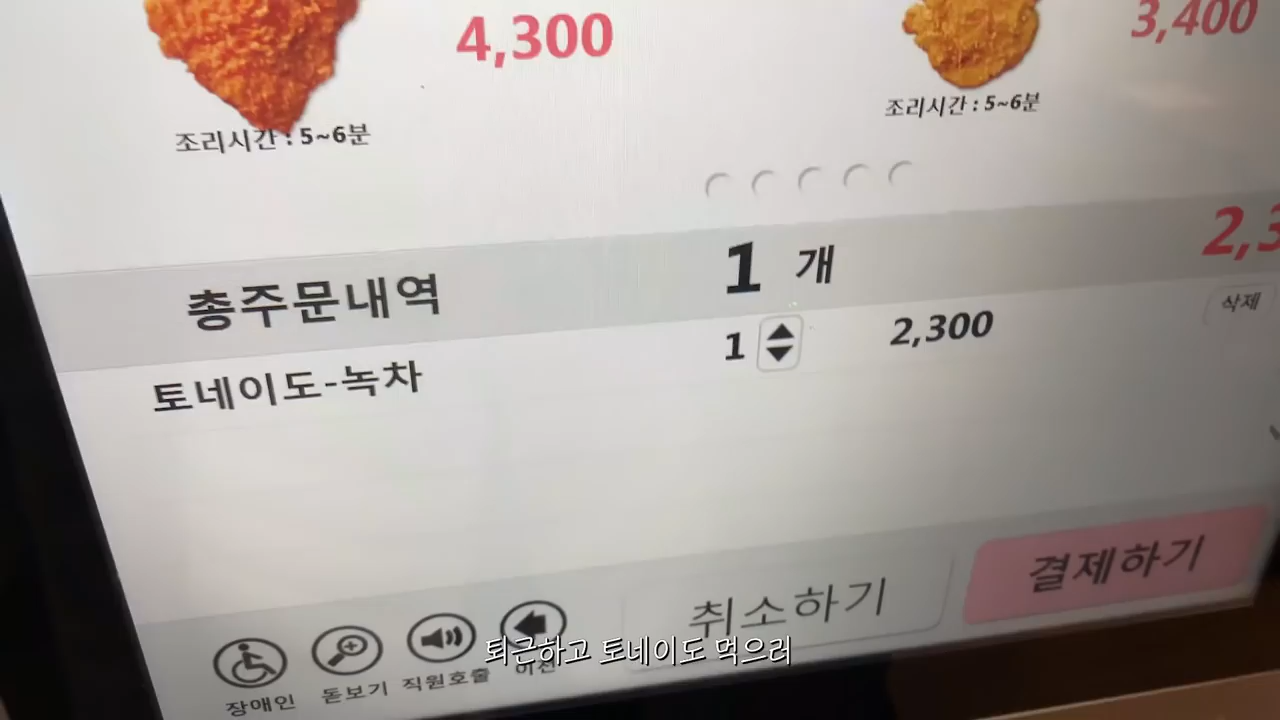 4,300
3,400
조리시간 : 5~6분
조리시간 : 5~6분
총주문내역 1 개
토네이도-녹차 1 2,300 삭제
취소하기 결제하기
장애인 돋보기 직원호출 이전
퇴근하고 토네이도 먹으러